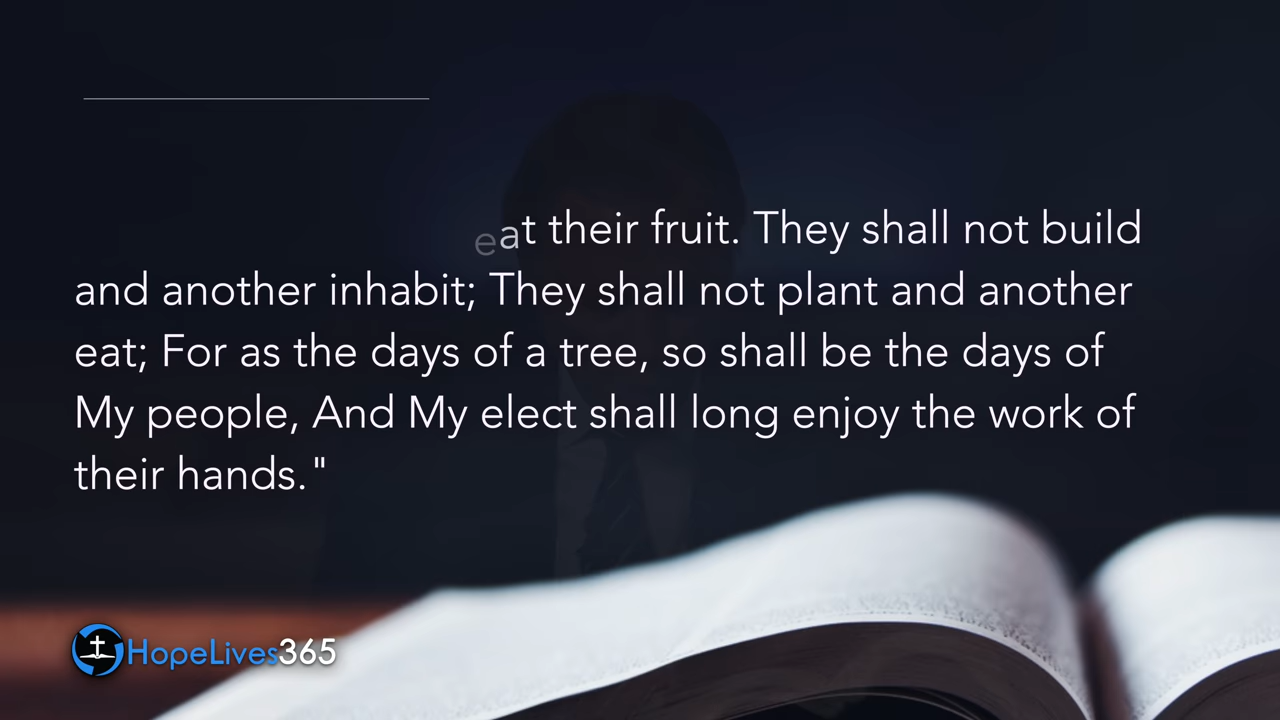 eat their fruit. They shall not build
and another inhabit; They shall not plant and another
eat; For as the days of a tree, so shall be the days of
My people, And My elect shall long enjoy the work of
their hands."
HopeLives365